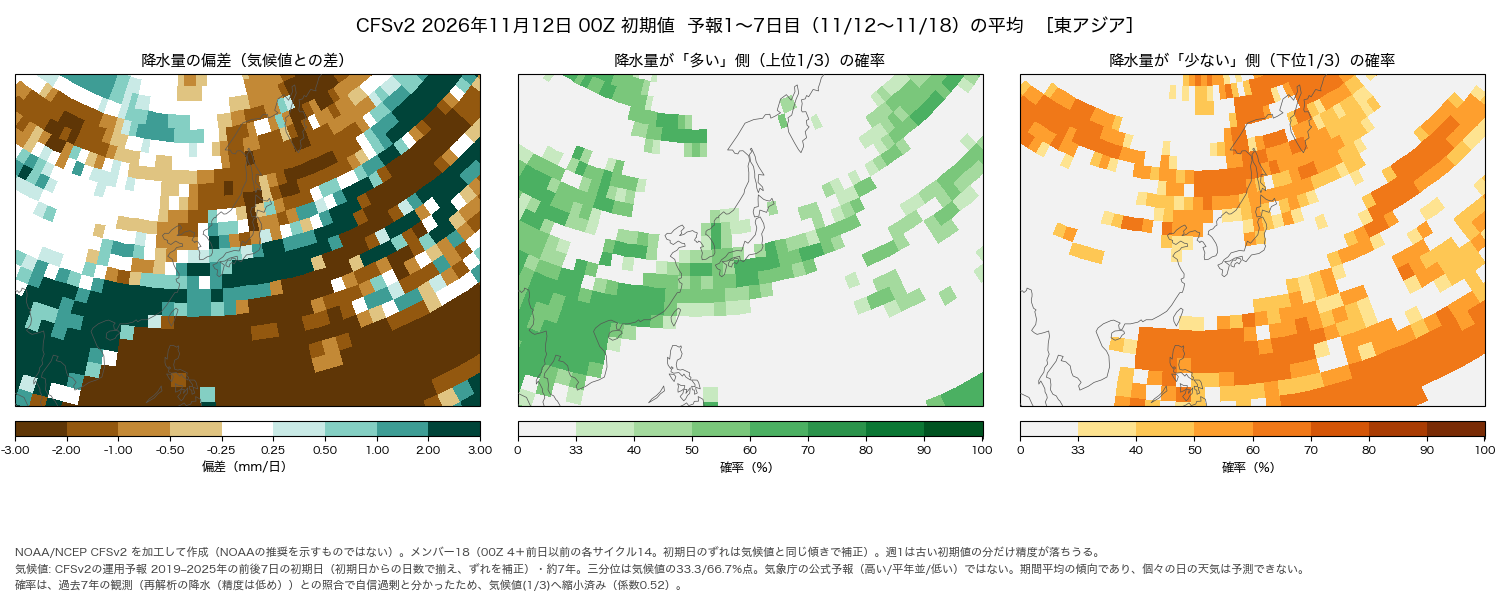 CFSv2 2026年11月12日 00Z 初期値 予報1〜7日目（11/12〜11/18）の平均 ［東アジア］
降水量の偏差（気候値との差）
降水量が「多い」側（上位1/3）の確率
降水量が「少ない」側（下位1/3）の確率
-3.00 -2.00 -1.00 -0.50 -0.25 0.25 0.50 1.00 2.00 3.00
偏差（mm/日）
0 33 40 50 60 70 80 90 100
確率（%）
0 33 40 50 60 70 80 90 100
確率（%）
NOAA/NCEP CFSv2 を加工して作成（NOAAの推奨を示すものではない）。メンバー18（00Z 4＋前日以前の各サイクル14。初期日のずれは気候値と同じ傾きで補正）。週1は古い初期値の分だけ精度が落ちうる。
気候値: CFSv2の運用予報 2019–2025年の前後7日の初期日（初期日からの日数で揃え、ずれを補正）・約7年。三分位は気候値の33.3/66.7%点。気象庁の公式予報（高い/平年並/低い）ではない。期間平均の傾向であり、個々の日の天気は予測できない。
確率は、過去7年の観測（再解析の降水（精度は低め））との照合で自信過剰と分かったため、気候値(1/3)へ縮小済み（係数0.52）。